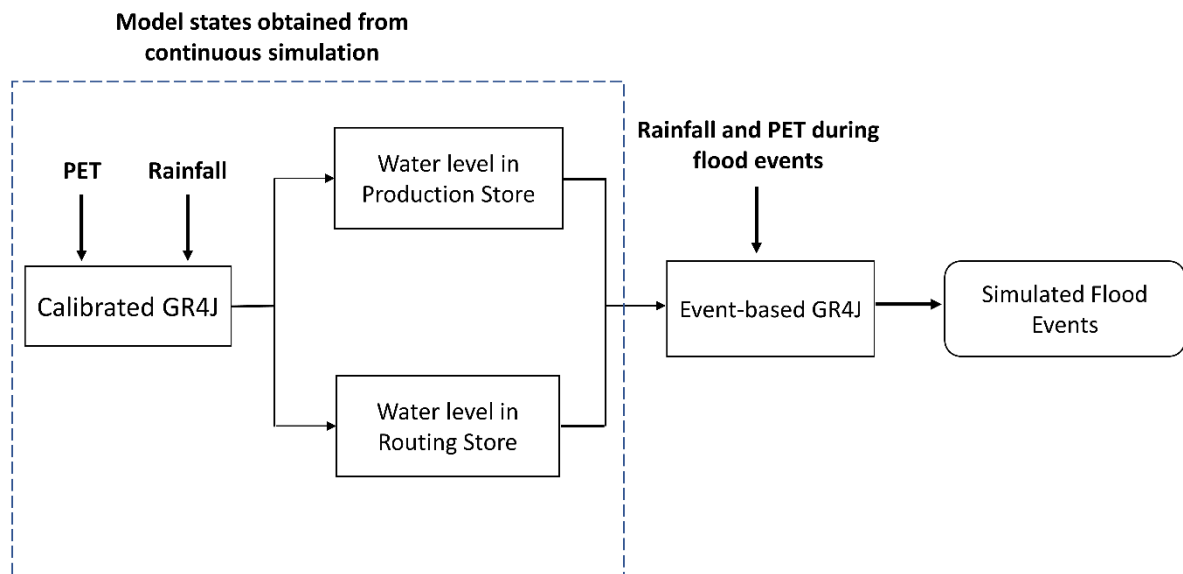 Model states obtained from
continuous simulation
PET
Rainfall
Calibrated GR4J
Water level in
Production Store
Water level in
Routing Store
Rainfall and PET during
flood events
Event-based GR4J
Simulated Flood
Events